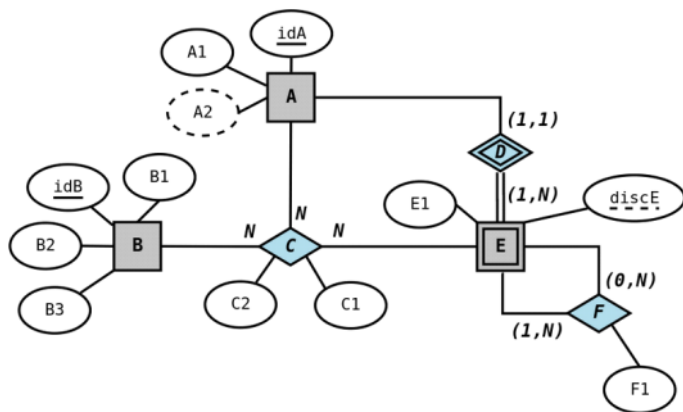 idA
A1
A
A2
(1,1)
D
B1
idB
(1,N)
discE
E1
N
N
N
B2
B
C
E
(0,N)
B3
C2
C1
(1,N)
F
F1